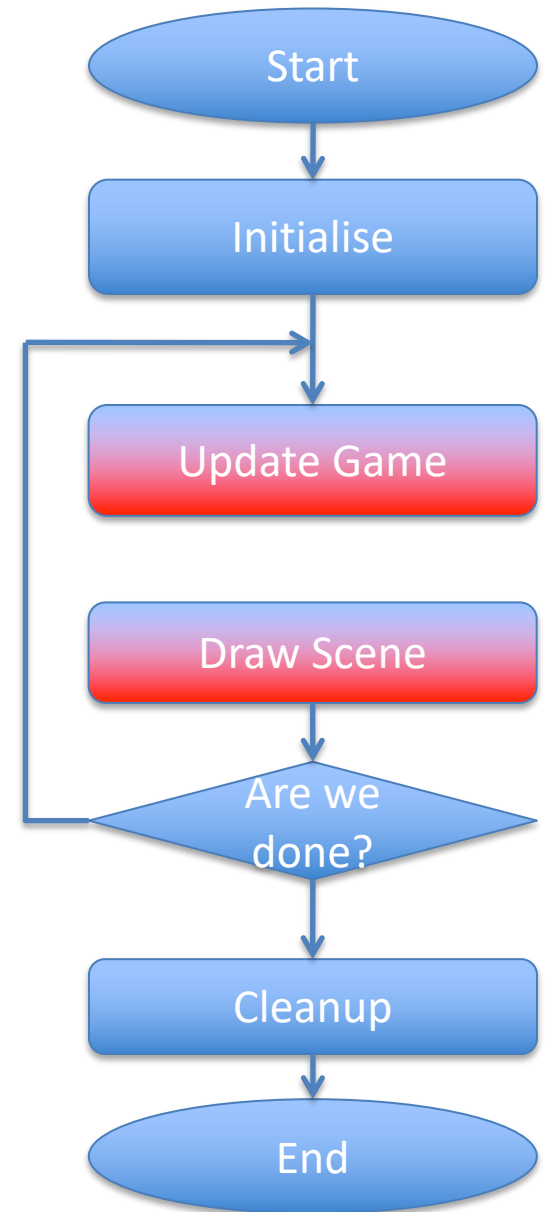 Start
Initialise
Update Game
Draw Scene
Are we
done?
Cleanup
End